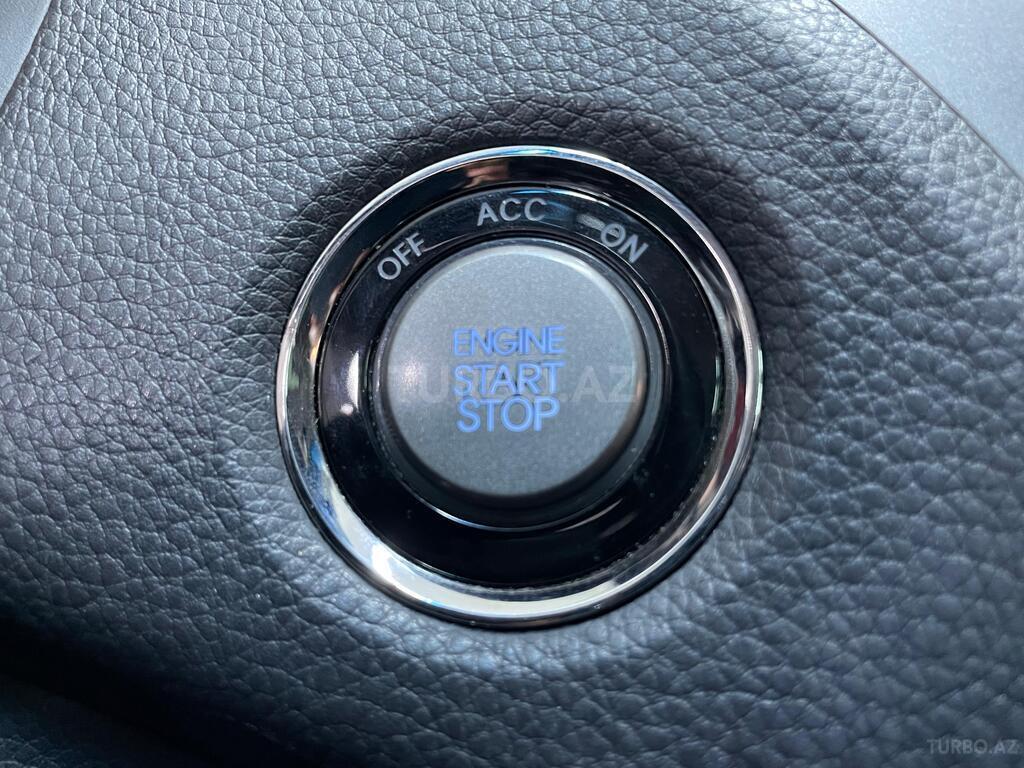 OFF ACC ON
ENGINE
START
STOP
TURBO.AZ
TURBO.AZ